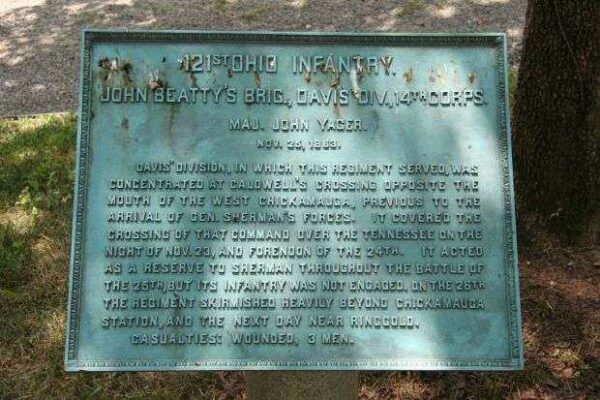 121ST OHIO INFANTRY.
JOHN BEATTY'S BRIG., DAVIS' DIV., 14TH CORPS.
MAJ. JOHN YAGER.
NOV. 25, 1863.
DAVIS' DIVISION, IN WHICH THIS REGIMENT SERVED, WAS
CONCENTRATED AT CALDWELL'S CROSSING OPPOSITE THE
MOUTH OF THE WEST CHICKAMAUGA, PREVIOUS TO THE
ARRIVAL OF GEN. SHERMAN'S FORCES. IT COVERED THE
CROSSING OF THAT COMMAND OVER THE TENNESSEE ON THE
NIGHT OF NOV. 23, AND FORENOON OF THE 24TH. IT ACTED
AS A RESERVE TO SHERMAN THROUGHOUT THE BATTLE OF
THE 25TH, BUT ITS INFANTRY WAS NOT ENGAGED. ON THE 26TH
THE REGIMENT SKIRMISHED HEAVILY BEYOND CHICKAMAUGA
STATION, AND THE NEXT DAY NEAR RINGGOLD.
CASUALTIES: WOUNDED, 3 MEN.